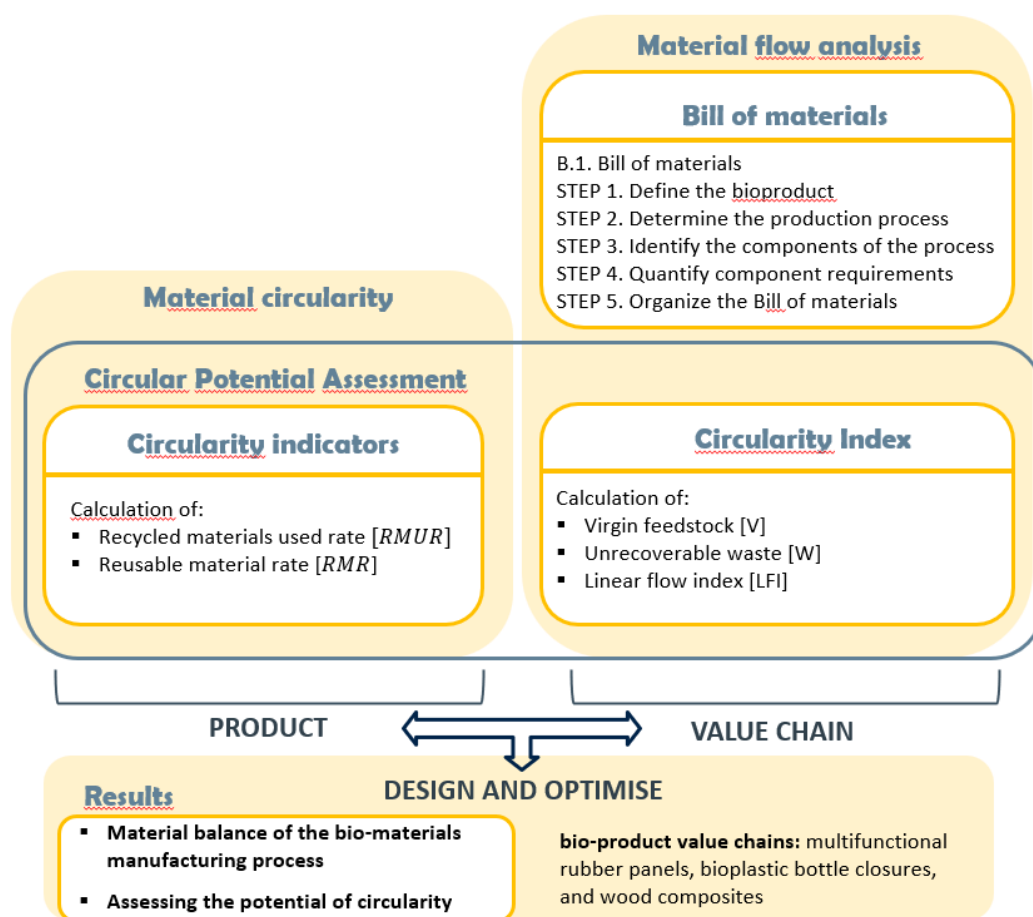 Material flow analysis
Bill of materials
B.1. Bill of materials
STEP 1. Define the bioproduct
STEP 2. Determine the production process
STEP 3. Identify the components of the process
STEP 4. Quantify component requirements
STEP 5. Organize the Bill of materials
Material circularity
Circular Potential Assessment
Circularity indicators
Calculation of:
▪ Recycled materials used rate [RMUR]
▪ Reusable material rate [RMR]
Circularity Index
Calculation of:
▪ Virgin feedstock [V]
▪ Unrecoverable waste [W]
▪ Linear flow index [LFI]
PRODUCT
VALUE CHAIN
DESIGN AND OPTIMISE
Results
▪ Material balance of the bio-materials
manufacturing process
▪ Assessing the potential of circularity
bio-product value chains: multifunctional
rubber panels, bioplastic bottle closures,
and wood composites